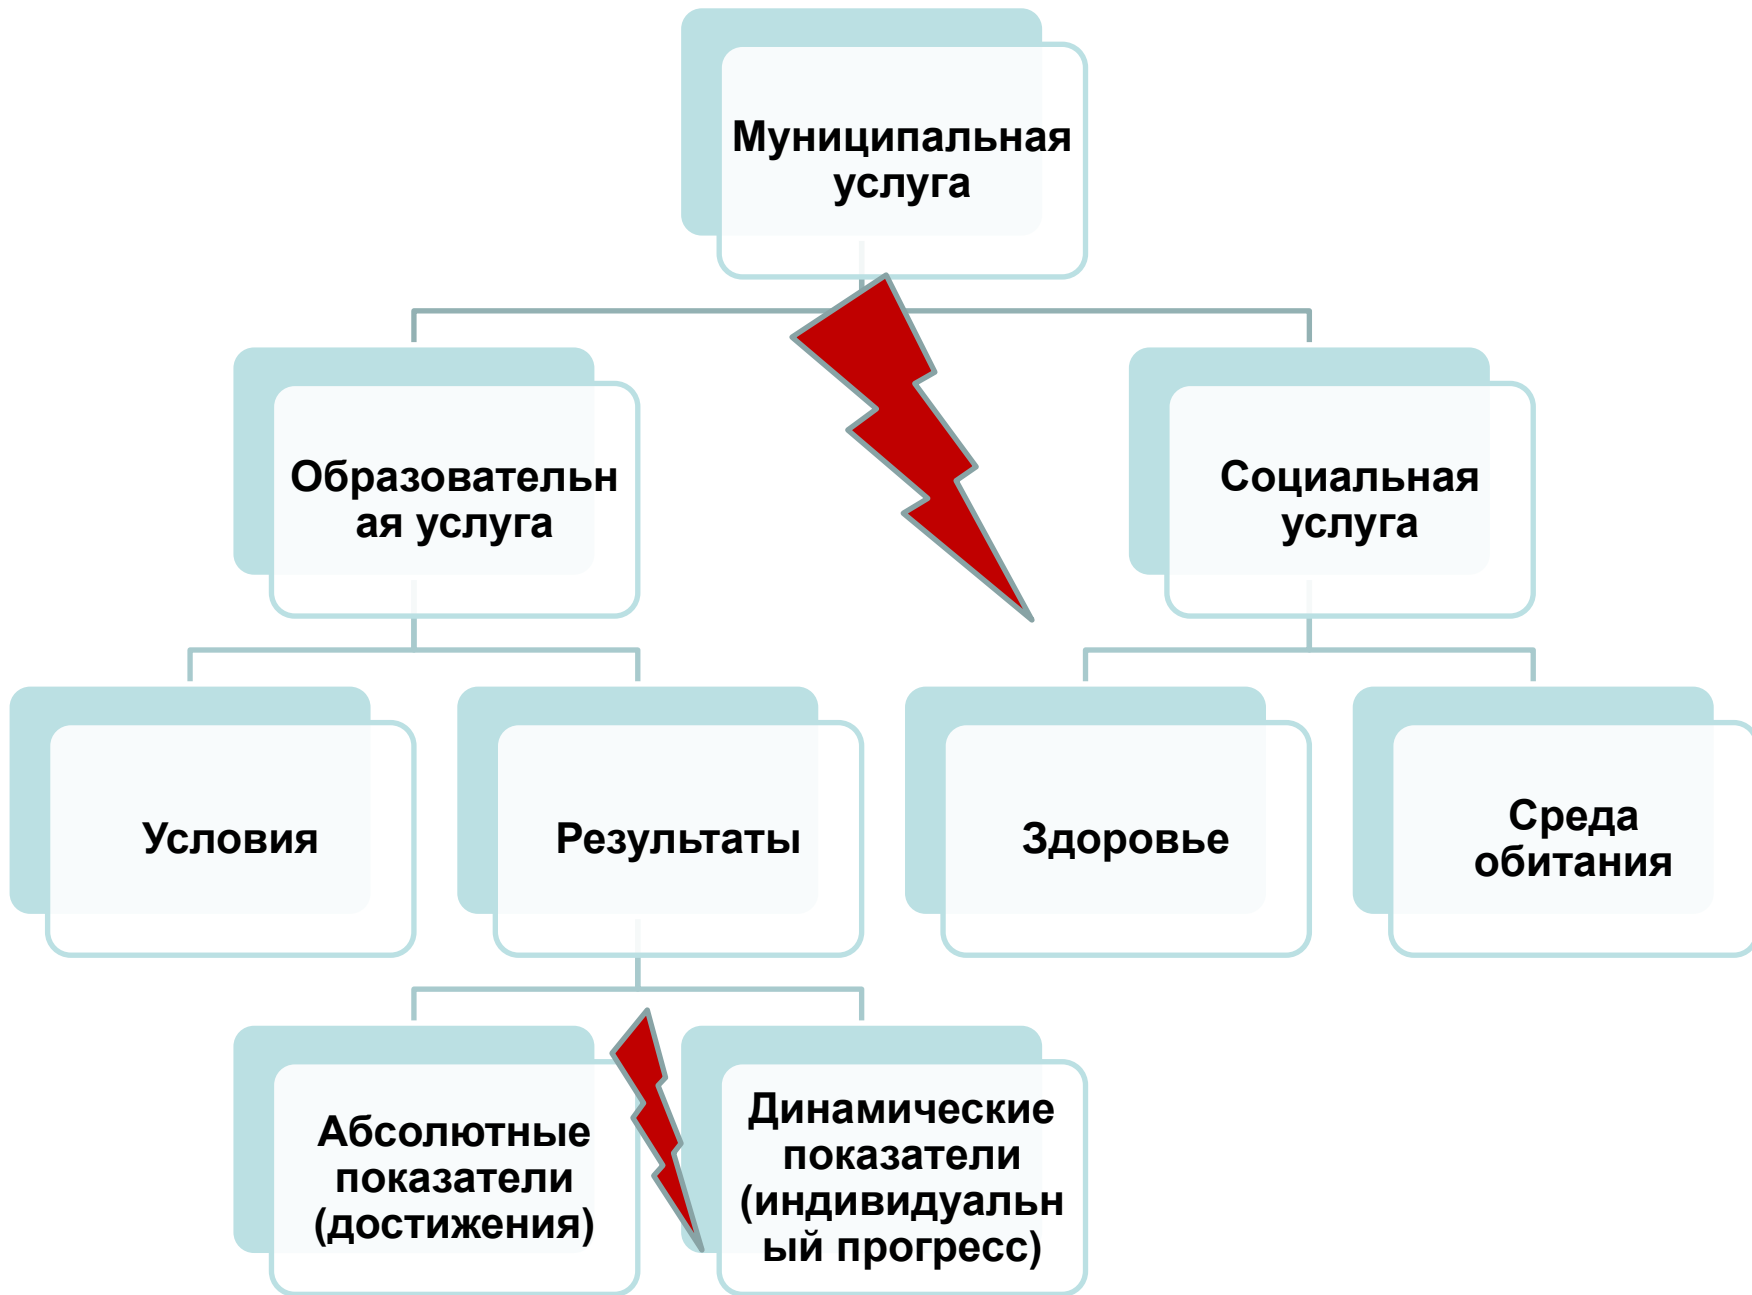 Муниципальная
услуга
Образовательн
ая услуга
Социальная
услуга
Условия
Результаты
Здоровье
Среда
обитания
Абсолютные
показатели
(достижения)
Динамические
показатели
(индивидуальн
ый прогресс)